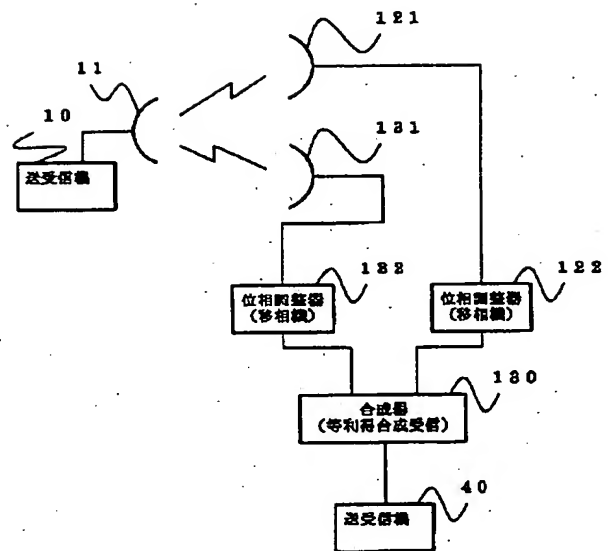 121
11
10
131
送受信機
132
122
位相調整器
(移相機)
位相調整器
(移相機)
130
合成器
(等利得合成受信)
40
送受信機